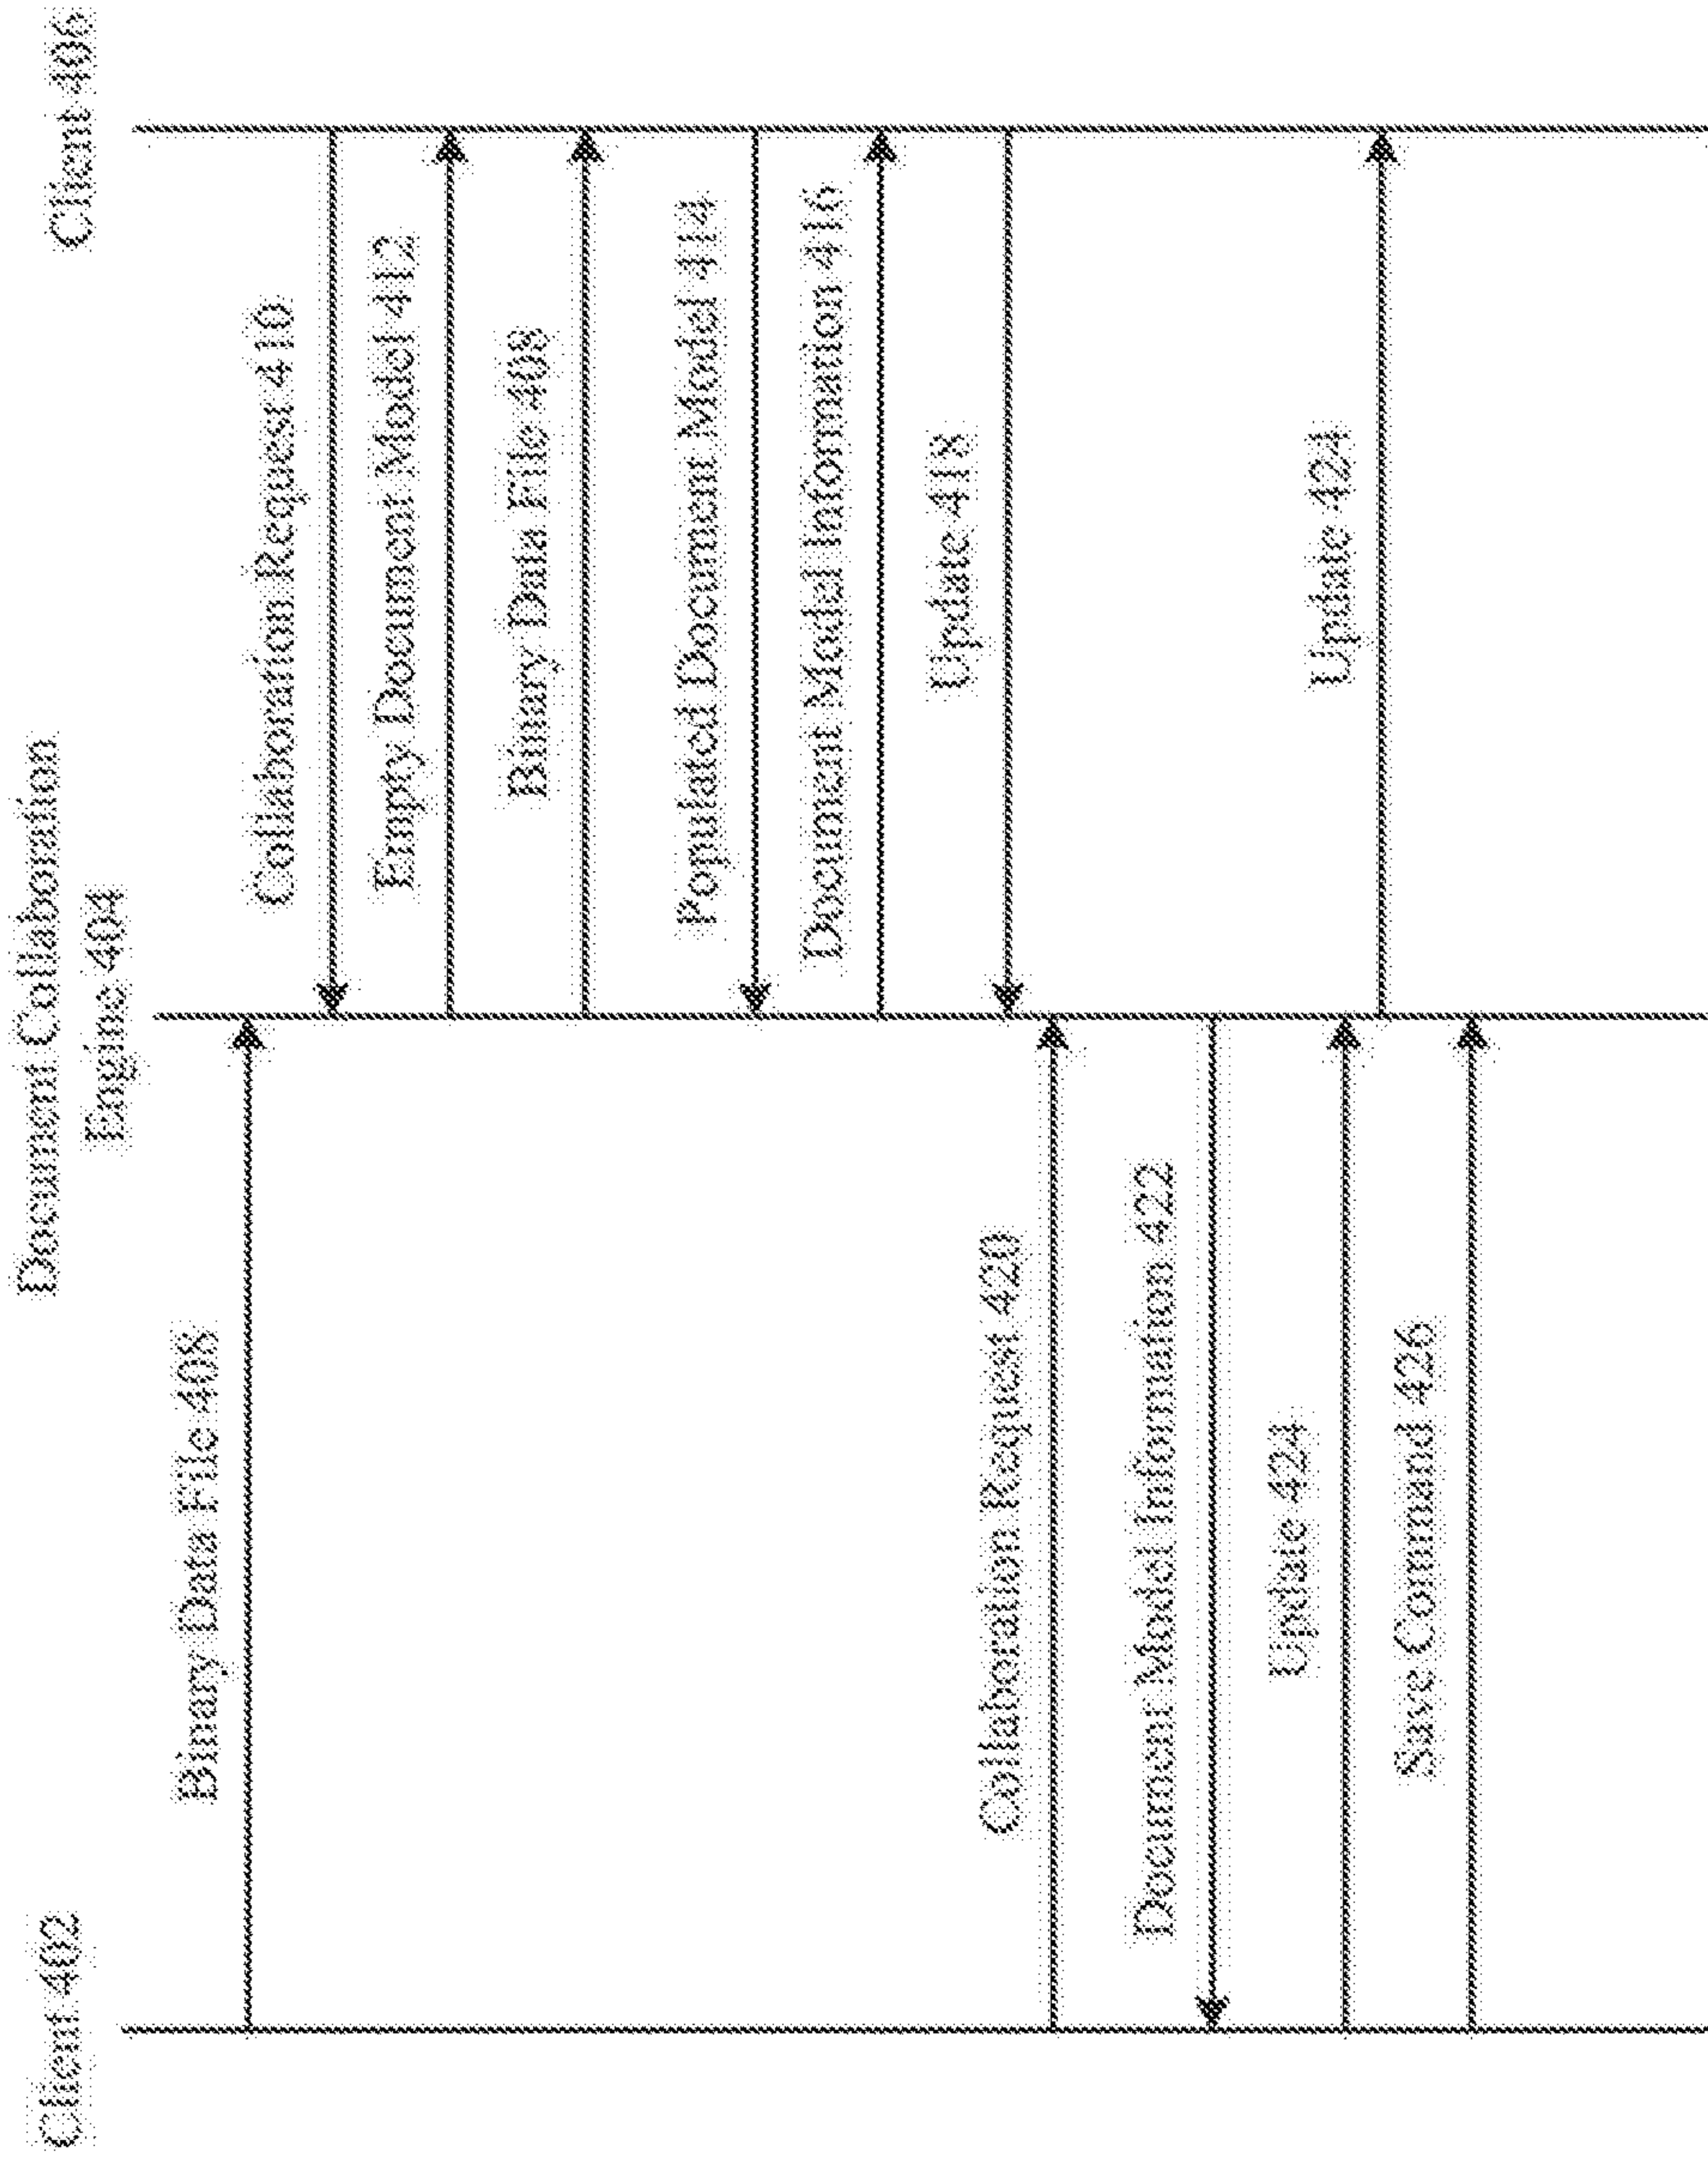 Client 402
Document Collaboration
Engine 404
Client 406
Binary Data File 408
Collaboration Request 410
Empty Document Model 412
Binary Data File 408
Populated Document Model 414
Document Model Information 416
Update 418
Collaboration Request 420
Document Model Information 422
Update 424
Update 424
Save Command 426